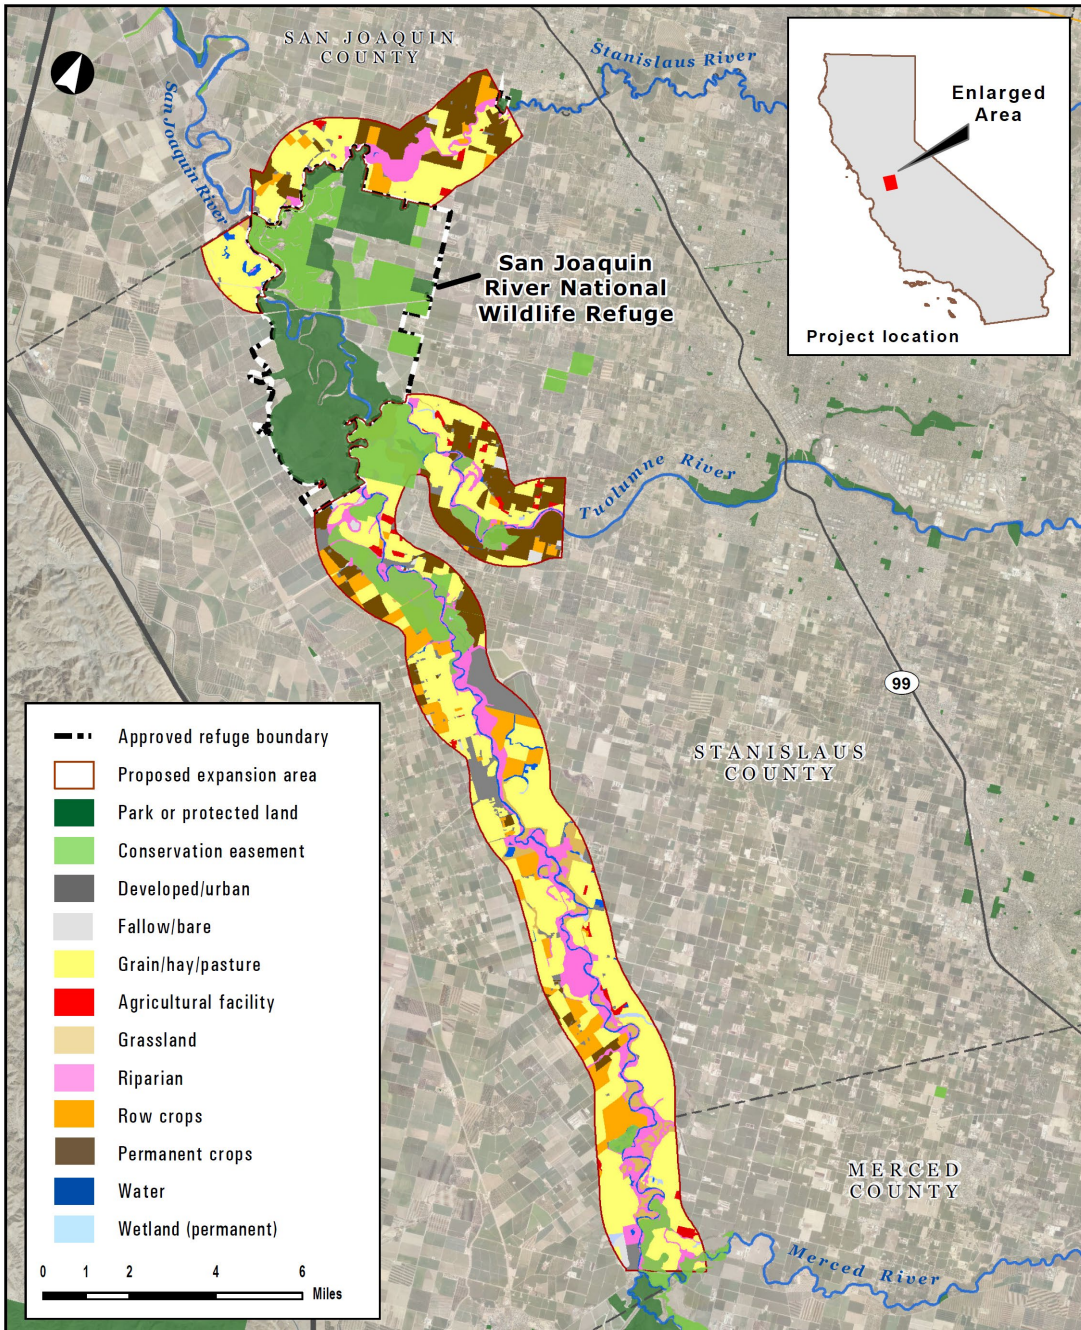 SAN JOAQUIN
COUNTY
Stanislaus River
San Joaquin River
Enlarged
Area
Project location
San Joaquin
River National
Wildlife Refuge
Tuolumne River
99
STANISLAUS
COUNTY
Approved refuge boundary
Proposed expansion area
Park or protected land
Conservation easement
Developed/urban
Fallow/bare
Grain/hay/pasture
Agricultural facility
Grassland
Riparian
Row crops
Permanent crops
Water
Wetland (permanent)
0 1 2 4 6
Miles
MERCED
COUNTY
Merced River